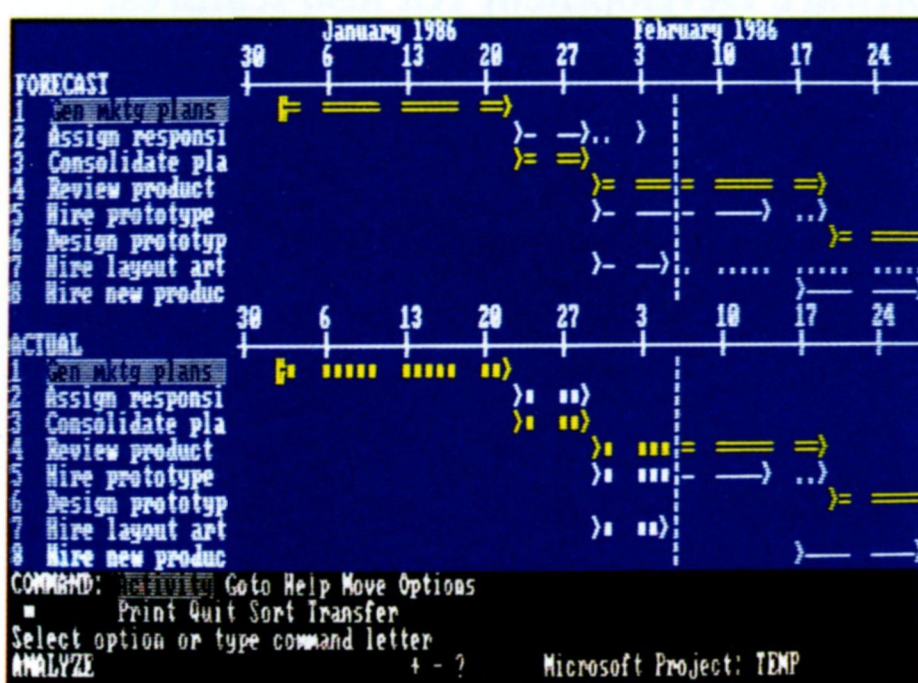 January 1986 February 1986
30 6 13 20 27 3 10 17 24
FORECAST
1 Gen mktg plans
2 Assign responsi
3 Consolidate pla
4 Review product
5 Hire prototype
6 Design prototyp
7 Hire layout art
8 Hire new produc
30 6 13 20 27 3 10 17 24
ACTUAL
1 Gen mktg plans
2 Assign responsi
3 Consolidate pla
4 Review product
5 Hire prototype
6 Design prototyp
7 Hire layout art
8 Hire new produc
COMMAND: Activity Goto Help Move Options
Print Quit Sort Transfer
Select option or type command letter
ANALYZE + - ? Microsoft Project: TEMP